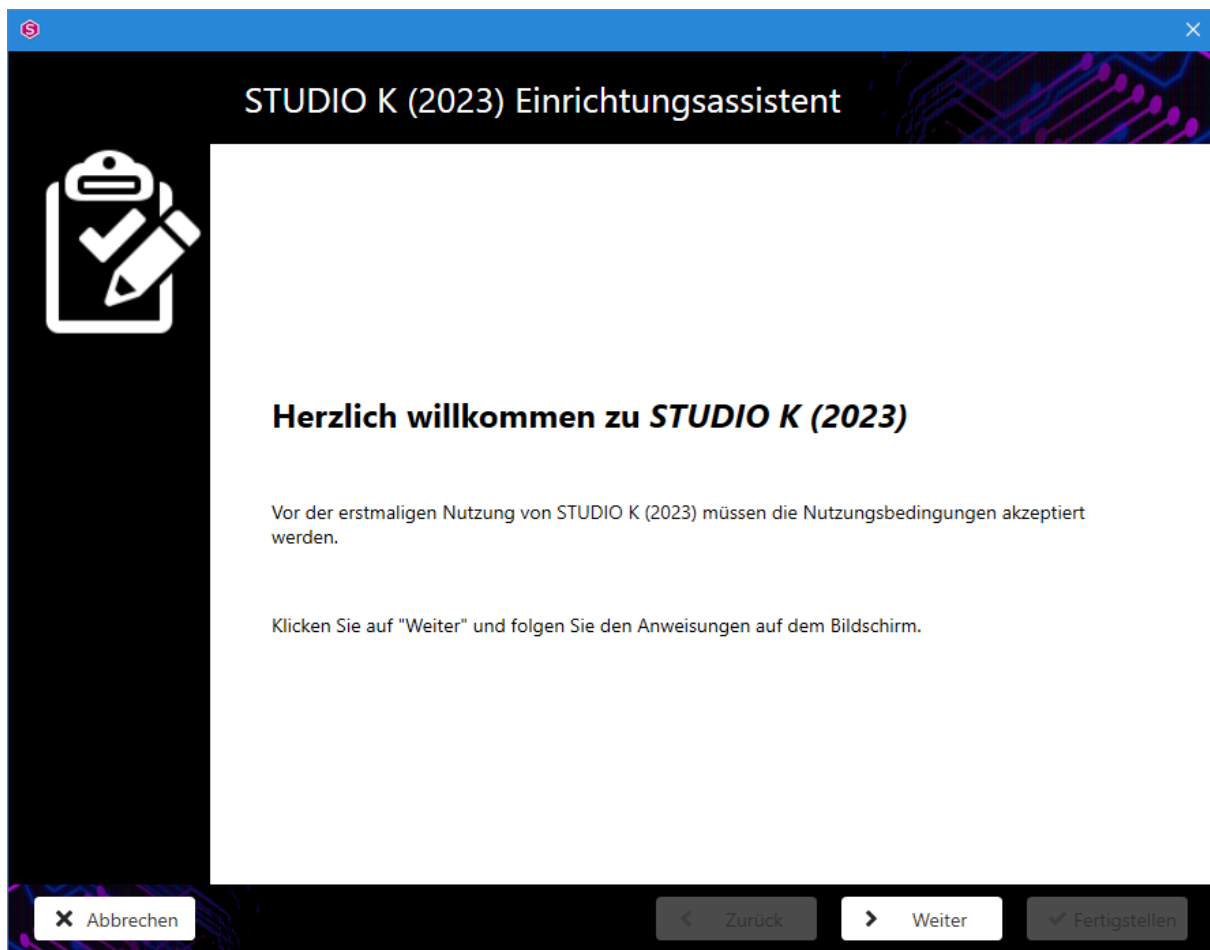 S
STUDIO K (2023) Einrichtungsassistent
Herzlich willkommen zu STUDIO K (2023)
Vor der erstmaligen Nutzung von STUDIO K (2023) müssen die Nutzungsbedingungen akzeptiert
werden.
Klicken Sie auf "Weiter" und folgen Sie den Anweisungen auf dem Bildschirm.
Abbrechen
Zurück
Weiter
Fertigstellen